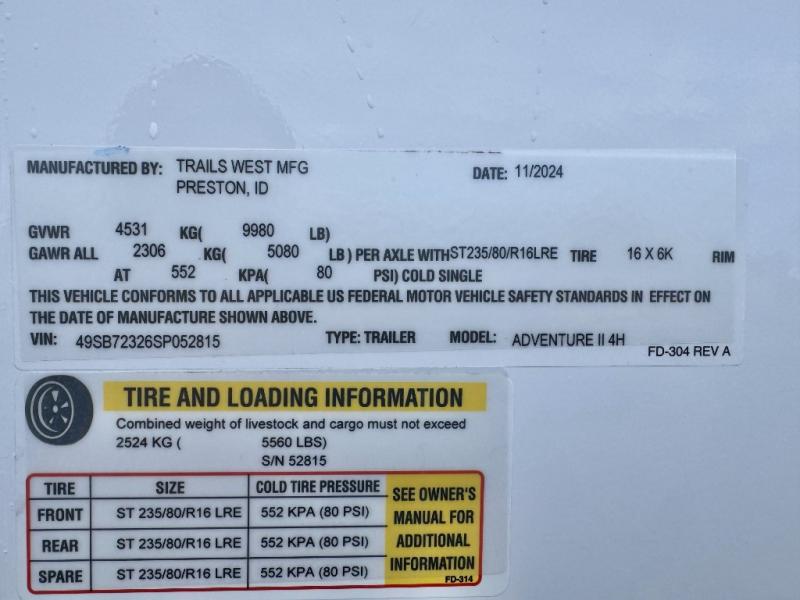 MANUFACTURED BY: TRAILS WEST MFG DATE: 11/2024
PRESTON, ID
GVWR 4531 KG( 9980 LB)
GAWR ALL 2306 KG( 5080 LB ) PER AXLE WITH ST235/80/R16LRE TIRE 16 X 6K RIM
AT 552 KPA( 80 PSI) COLD SINGLE
THIS VEHICLE CONFORMS TO ALL APPLICABLE US FEDERAL MOTOR VEHICLE SAFETY STANDARDS IN EFFECT ON
THE DATE OF MANUFACTURE SHOWN ABOVE.
VIN: 49SB72326SP052815 TYPE: TRAILER MODEL: ADVENTURE II 4H
FD-304 REV A
TIRE AND LOADING INFORMATION
Combined weight of livestock and cargo must not exceed
2524 KG ( 5560 LBS)
S/N 52815
TIRE SIZE COLD TIRE PRESSURE
FRONT ST 235/80/R16 LRE 552 KPA (80 PSI)
REAR ST 235/80/R16 LRE 552 KPA (80 PSI)
SPARE ST 235/80/R16 LRE 552 KPA (80 PSI)
SEE OWNER'S
MANUAL FOR
ADDITIONAL
INFORMATION
FD-314